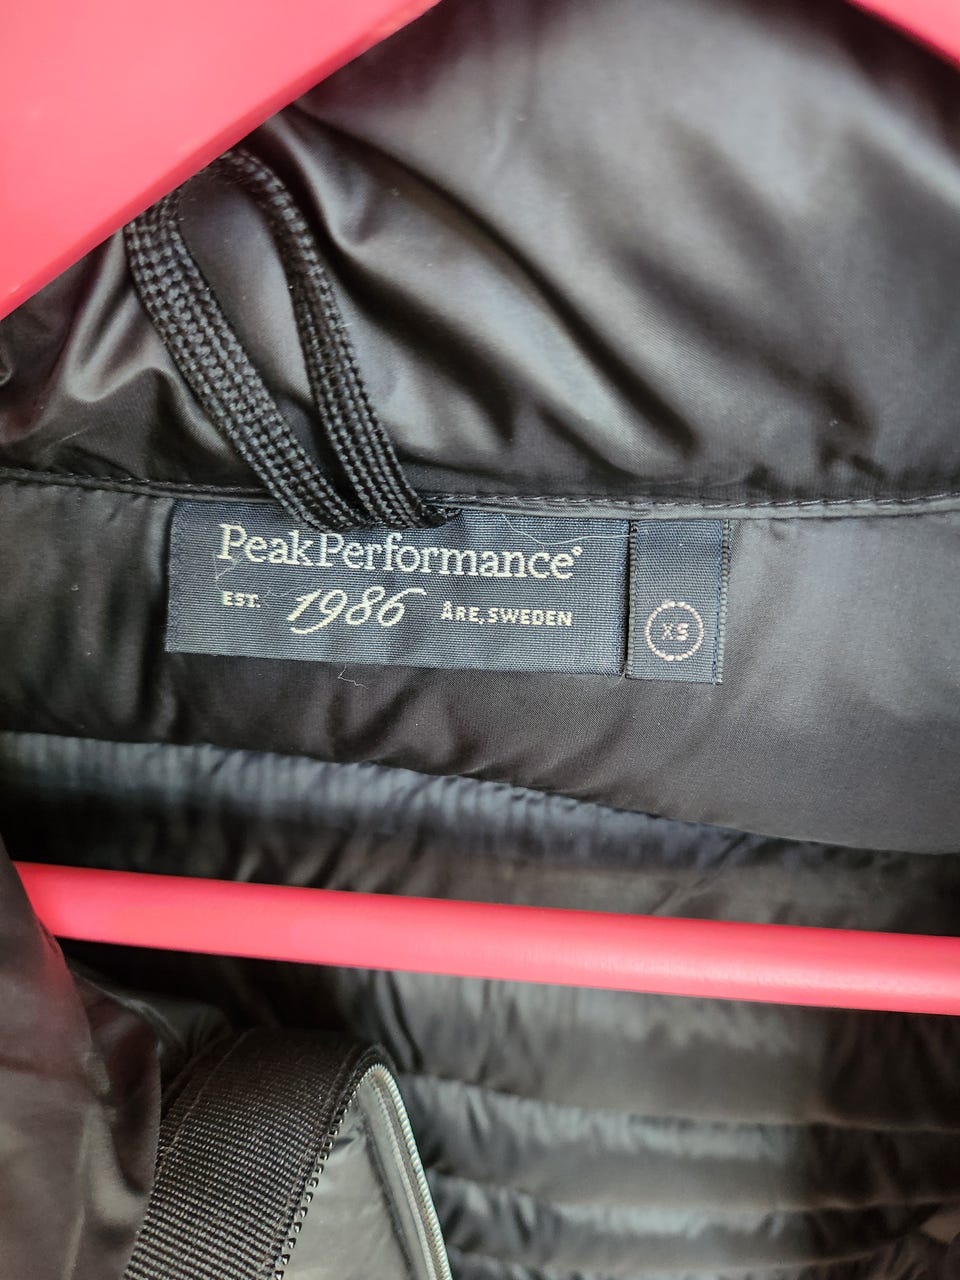 PeakPerformance®
EST. 1986 ÅRE, SWEDEN
XS